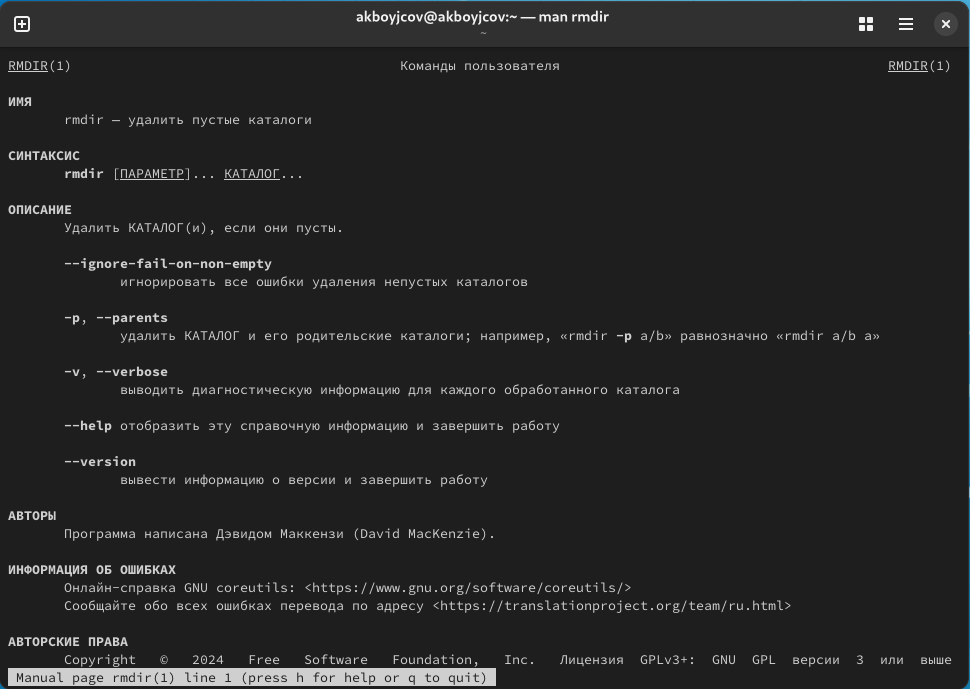 akboyjcov@akboyjcov:~ — man rmdir
~
RMDIR(1) Команды пользователя RMDIR(1)
ИМЯ
rmdir — удалить пустые каталоги
СИНТАКСИС
rmdir [ПАРАМЕТР]... КАТАЛОГ...
ОПИСАНИЕ
Удалить КАТАЛОГ(и), если они пусты.
--ignore-fail-on-non-empty
игнорировать все ошибки удаления непустых каталогов
-p, --parents
удалить КАТАЛОГ и его родительские каталоги; например, «rmdir -p a/b» равнозначно «rmdir a/b a»
-v, --verbose
выводить диагностическую информацию для каждого обработанного каталога
--help отобразить эту справочную информацию и завершить работу
--version
вывести информацию о версии и завершить работу
АВТОРЫ
Программа написана Дэвидом Маккензи (David MacKenzie).
ИНФОРМАЦИЯ ОБ ОШИБКАХ
Онлайн-справка GNU coreutils: <https://www.gnu.org/software/coreutils/>
Сообщайте обо всех ошибках перевода по адресу <https://translationproject.org/team/ru.html>
АВТОРСКИЕ ПРАВА
Copyright © 2024 Free Software Foundation, Inc. Лицензия GPLv3+: GNU GPL версии 3 или выше
Manual page rmdir(1) line 1 (press h for help or q to quit)